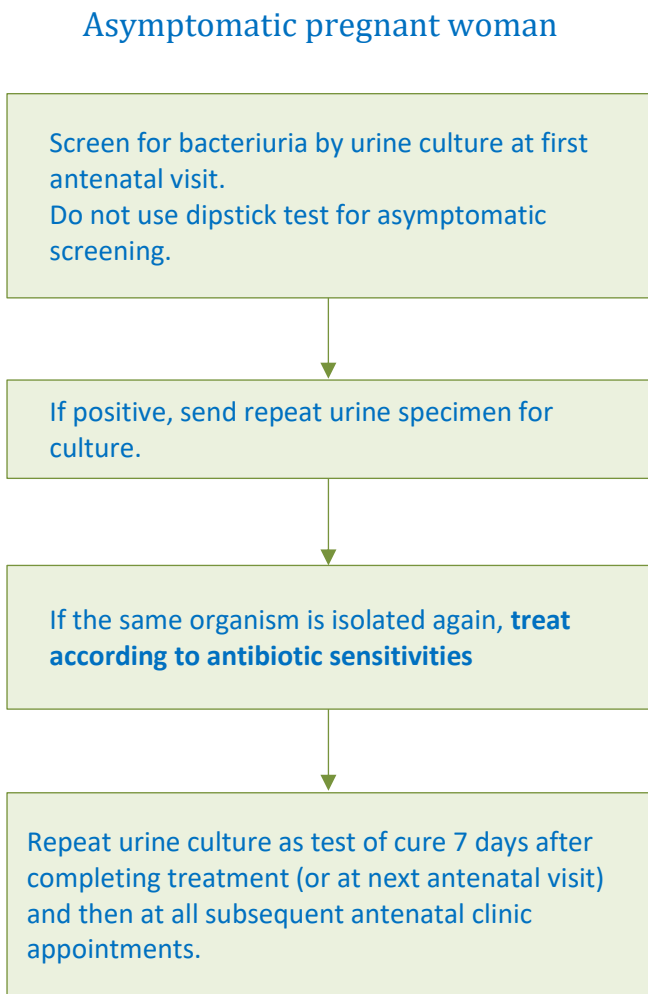 Asymptomatic pregnant woman
Screen for bacteriuria by urine culture at first
antenatal visit.
Do not use dipstick test for asymptomatic
screening.
If positive, send repeat urine specimen for
culture.
If the same organism is isolated again, treat
according to antibiotic sensitivities
Repeat urine culture as test of cure 7 days after
completing treatment (or at next antenatal visit)
and then at all subsequent antenatal clinic
appointments.